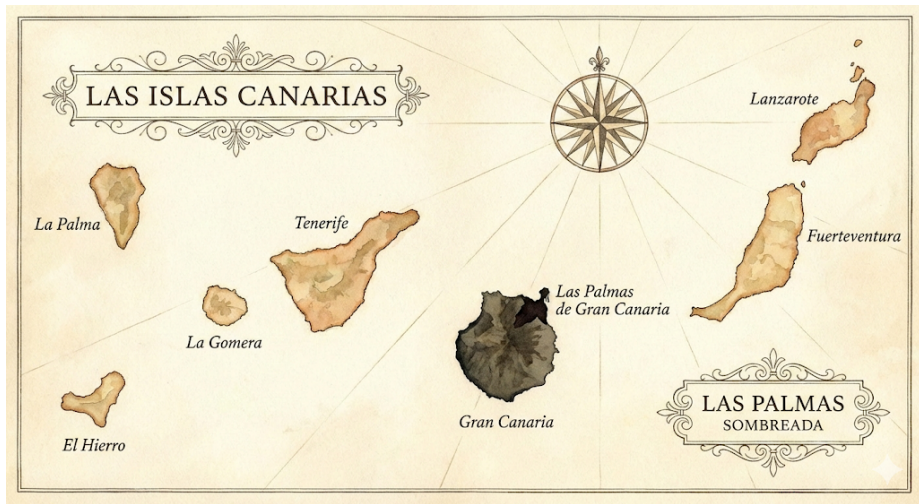 LAS ISLAS CANARIAS
Lanzarote
La Palma
Tenerife
Fuerteventura
Las Palmas
de Gran Canaria
La Gomera
LAS PALMAS
SOMBREADA
Gran Canaria
El Hierro